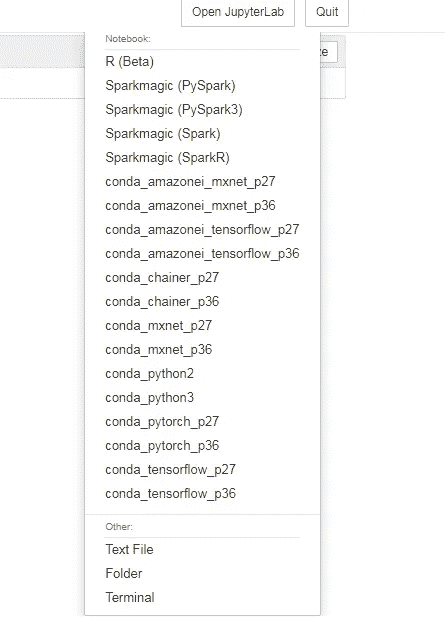 Open JupyterLab Quit
Notebook:
ze
R (Beta)
Sparkmagic (PySpark)
Sparkmagic (PySpark3)
Sparkmagic (Spark)
Sparkmagic (SparkR)
conda_amazonei_mxnet_p27
conda_amazonei_mxnet_p36
conda_amazonei_tensorflow_p27
conda_amazonei_tensorflow_p36
conda_chainer_p27
conda_chainer_p36
conda_mxnet_p27
conda_mxnet_p36
conda_python2
conda_python3
conda_pytorch_p27
conda_pytorch_p36
conda_tensorflow_p27
conda_tensorflow_p36
Other:
Text File
Folder
Terminal